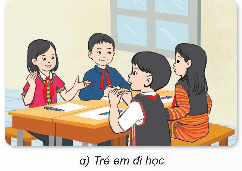 a) Trẻ em đi học